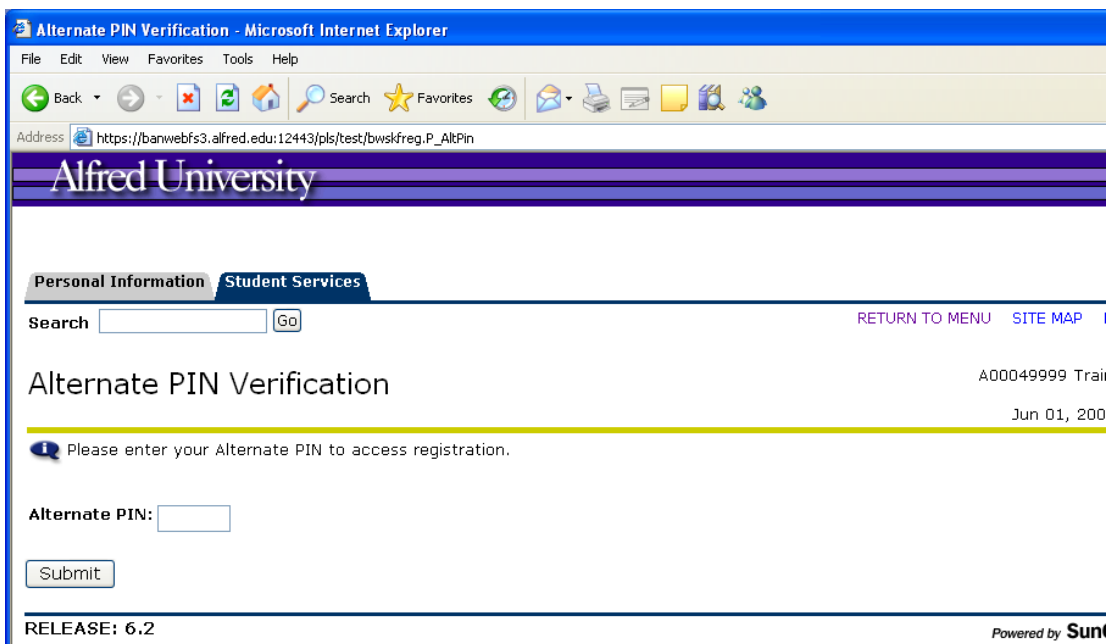 Alternate PIN Verification - Microsoft Internet Explorer
File Edit View Favorites Tools Help
Back Search Favorites
Address https://banwebfs3.alfred.edu:12443/pls/test/bwskfreg.P_AltPin
Alfred University
Personal Information Student Services
Search Go RETURN TO MENU SITE MAP
Alternate PIN Verification
A00049999
Jun 01,
Please enter your Alternate PIN to access registration.
Alternate PIN:
Submit
RELEASE: 6.2
Powered by